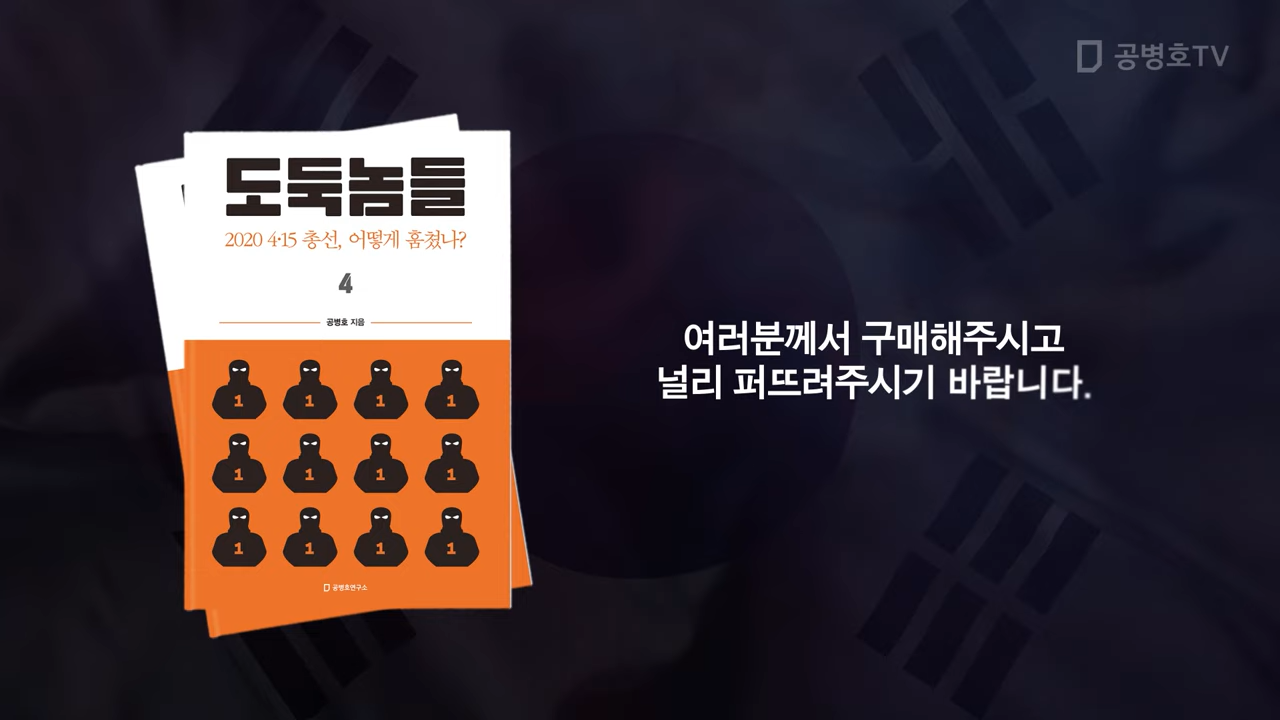 공병호TV
도둑놈들
2020 4·15 총선, 어떻게 훔쳤나?
4
공병호 지음
1 1 1 1
1 1 1 1
1 1 1 1
공병호연구소
여러분께서 구매해주시고
널리 퍼뜨려주시기 바랍니다.